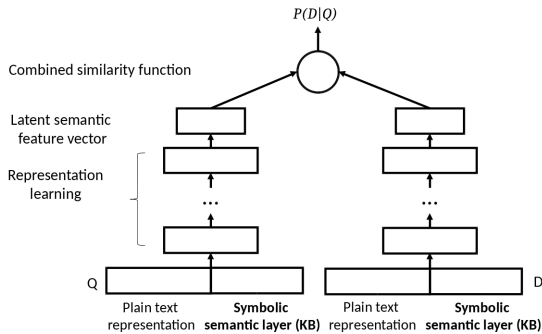 P(D|Q)
Combined similarity function
Latent semantic
feature vector
Representation
learning
...
...
Q
D
Plain text
representation
Symbolic
semantic layer (KB)
Plain text
representation
Symbolic
semantic layer (KB)